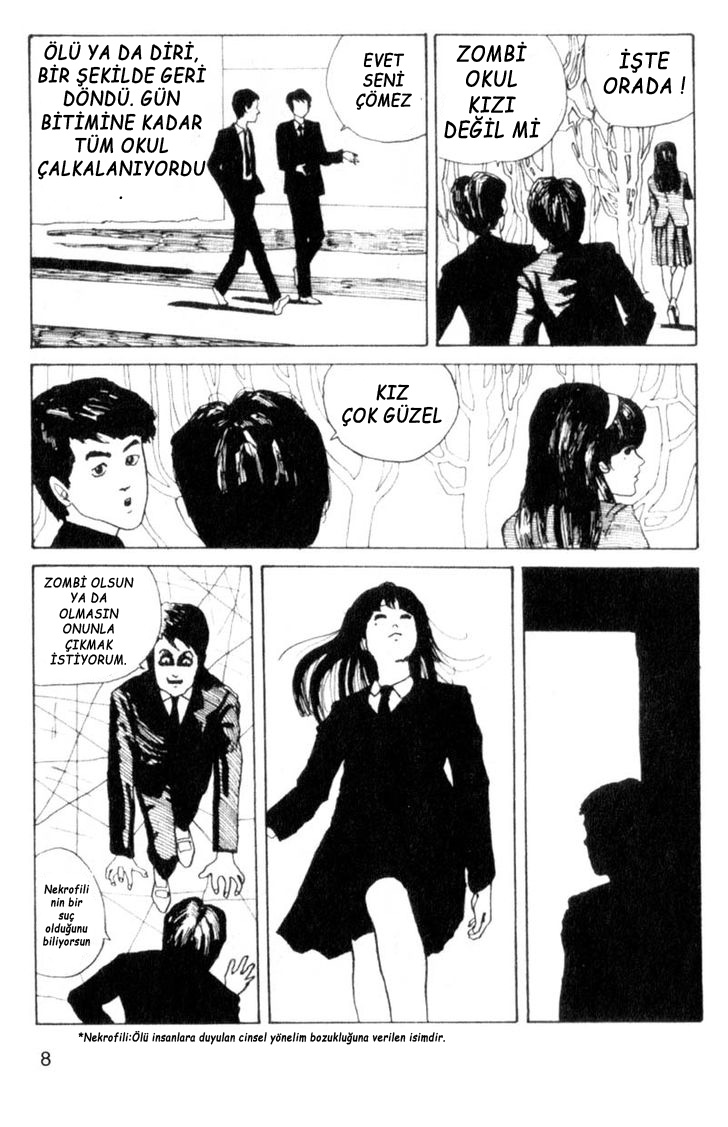 ÖLÜ YA DA DİRİ,
BİR ŞEKİLDE GERİ
DÖNDÜ. GÜN
BİTİMİNE KADAR
TÜM OKUL
ÇALKALANIYORDU
.
EVET
SENİ
ÇÖMEZ
ZOMBİ
OKUL
KIZI
DEĞİL Mİ
İŞTE
ORADA !
KIZ
ÇOK GÜZEL
ZOMBİ OLSUN
YA DA
OLMASIN
ONUNLA
ÇIKMAK
İSTİYORUM.
Nekrofili
nin bir
suç
olduğunu
biliyorsun
*Nekrofili:Ölü insanlara duyulan cinsel yönelim bozukluğuna verilen isimdir.
8